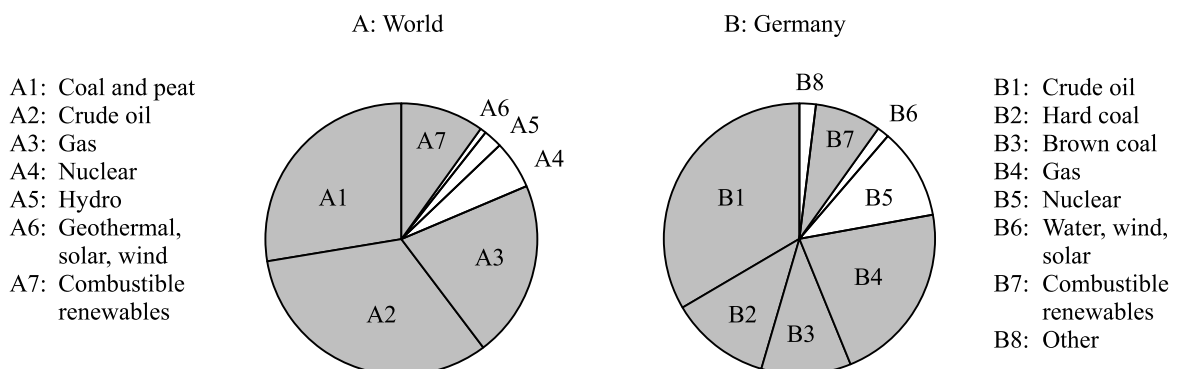 A: World
A1: Coal and peat
A2: Crude oil
A3: Gas
A4: Nuclear
A5: Hydro
A6: Geothermal,
solar, wind
A7: Combustible
renewables
A1
A2
A3
A4
A5
A6
A7
B: Germany
B1
B2
B3
B4
B5
B6
B7
B8
B1: Crude oil
B2: Hard coal
B3: Brown coal
B4: Gas
B5: Nuclear
B6: Water, wind,
solar
B7: Combustible
renewables
B8: Other